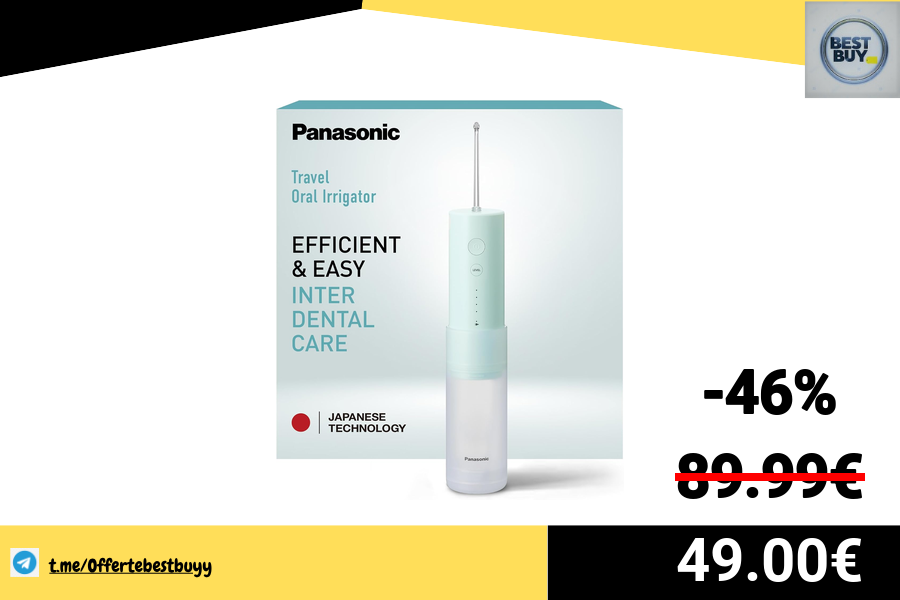 BEST
BUY
Panasonic
Travel
Oral Irrigator
EFFICIENT
& EASY
INTER
DENTAL
CARE
JAPANESE
TECHNOLOGY
Panasonic
-46%
89.99€
49.00€
t.me/Offertebestbuyy